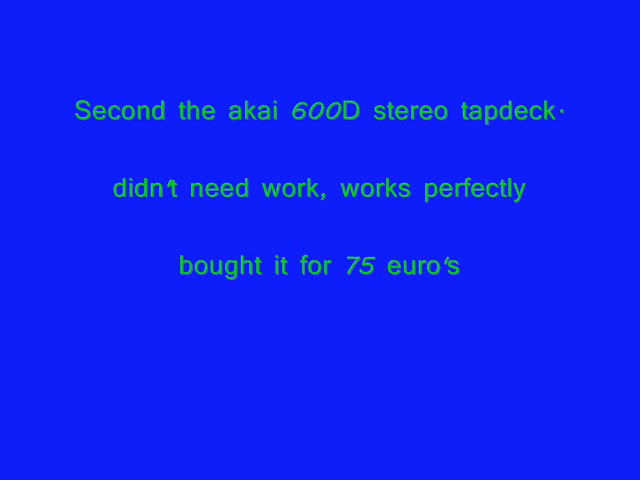 Second the akai 600D stereo tapdeck.
didn't need work, works perfectly
bought it for 75 euro's